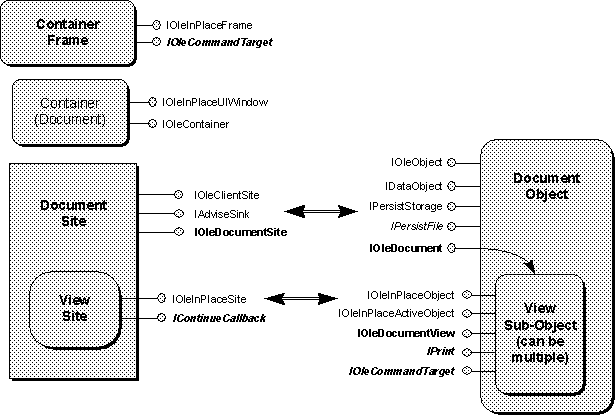 Container
Frame
IOleInPlaceFrame
IOleCommandTarget
Container
(Document)
IOleInPlaceUIWindow
IOleContainer
Document
Site
IOleClientSite
IAdviseSink
IOleDocumentSite
View
Site
IOleInPlaceSite
IContinueCallback
IOleObject
IDataObject
IPersistStorage
IPersistFile
IOleDocument
Document
Object
IOleInPlaceObject
IOleInPlaceActiveObject
IOleDocumentView
IPrint
IOleCommandTarget
View
Sub-Object
(can be
multiple)